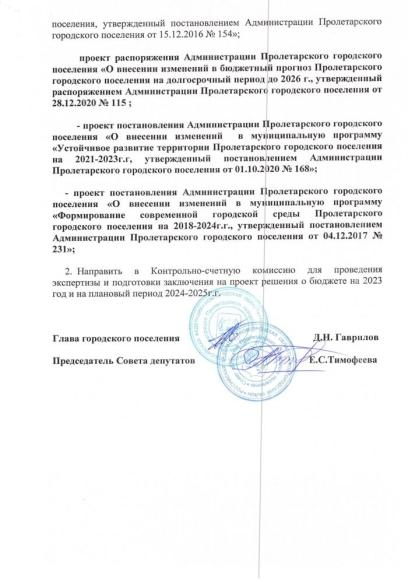 поселения, утвержденный постановлением Администрации Пролетарского
городского поселения от 15.12.2016 № 154»;
проект распоряжения Администрации Пролетарского городского
поселения «О внесении изменений в бюджетный прогноз Пролетарского
городского поселения на долгосрочный период до 2026 г., утвержденный
распоряжением Администрации Пролетарского городского поселения от
28.12.2020 № 115 ;
- проект постановления Администрации Пролетарского городского
поселения «О внесении изменений в муниципальную программу
«Устойчивое развитие территории Пролетарского городского поселения
на 2021-2023г.г, утвержденный постановлением Администрации
Пролетарского городского поселения от 01.10.2020 № 168»;
- проект постановления Администрации Пролетарского городского
поселения «О внесении изменений в муниципальную программу
«Формирование современной городской среды Пролетарского
городского поселения на 2018-2024г.г., утвержденный постановлением
Администрации Пролетарского городского поселения от 04.12.2017 №
231»;
2. Направить в Контрольно-счетную комиссию для проведения
экспертизы и подготовки заключения на проект решения о бюджете на 2023
год и на плановый период 2024-2025г.г.
Глава городского поселения Д.Н. Гаврилов
Председатель Совета депутатов Е.С.Тимофеева